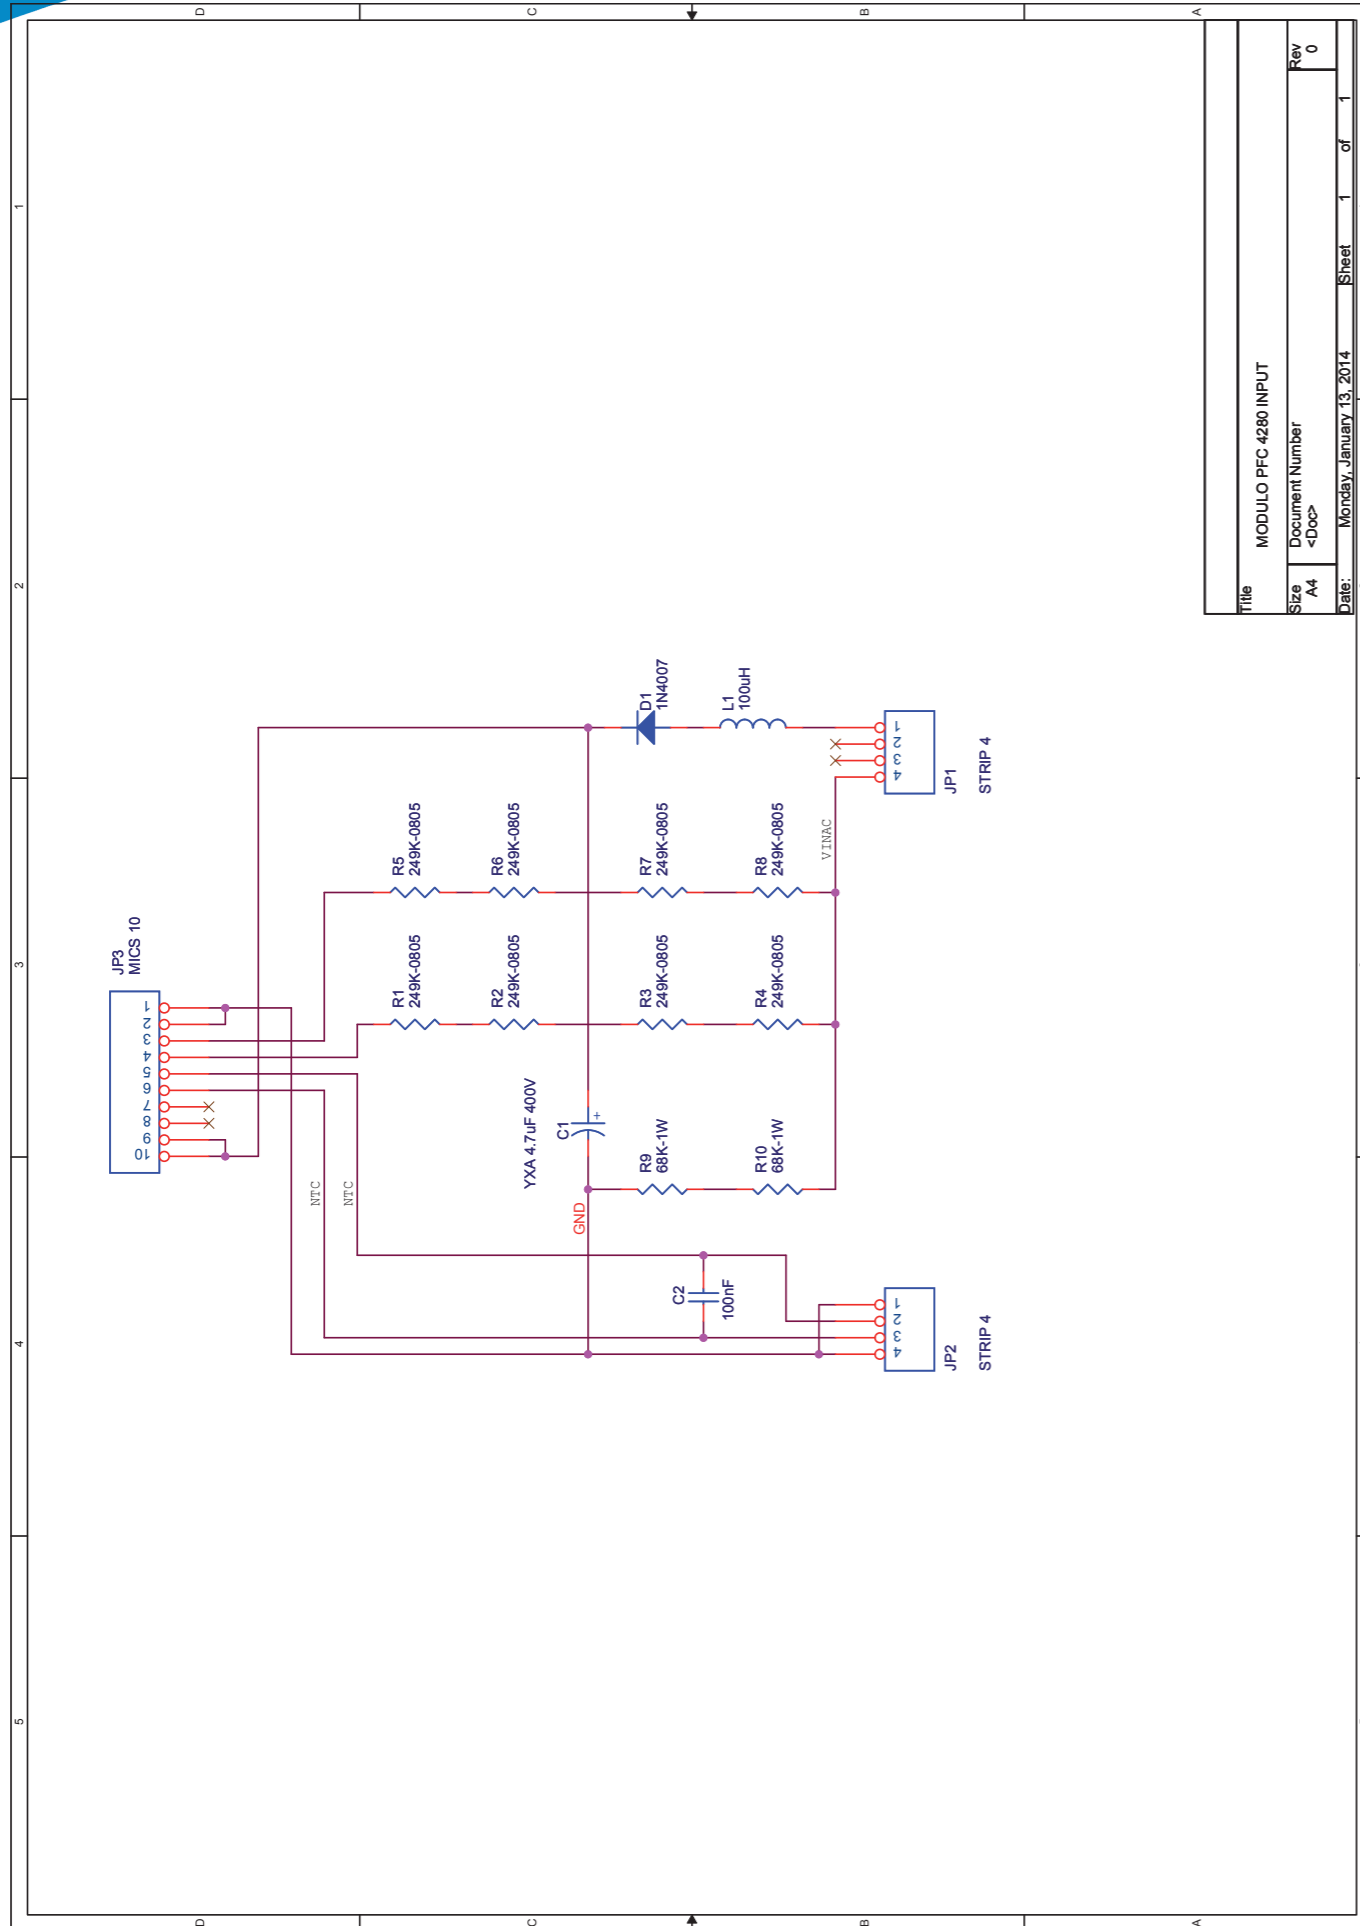 5
4
3
2
1
D
D
C
C
B
B
A
A
JP3
MICS 10
10
9
8
7
6
5
4
3
2
1
NTC
NTC
R1
249K-0805
R5
249K-0805
R2
249K-0805
R6
249K-0805
YXA 4.7uF 400V
C1
+
GND
R9
68K-1W
R3
249K-0805
R7
249K-0805
D1
1N4007
C2
100nF
R10
68K-1W
R4
249K-0805
R8
249K-0805
L1
100uH
VINAC
4
3
2
1
JP2
STRIP 4
4
3
2
1
JP1
STRIP 4
Title
MODULO PFC 4280 INPUT
Size
Document Number
Rev
A4
<Doc>
0
Date:
Monday, January 13, 2014
Sheet
1
of
1